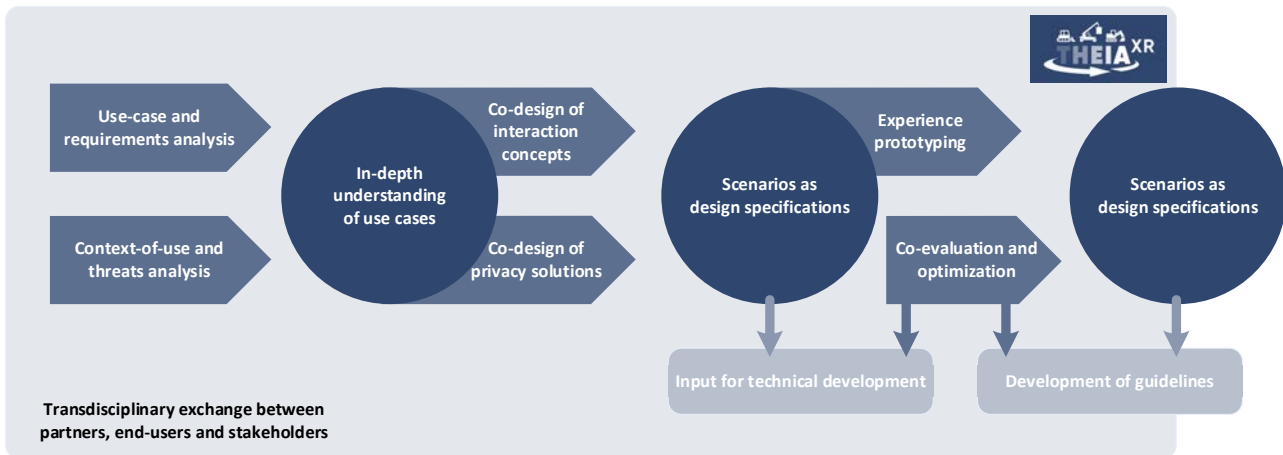 THEIA XR
Use-case and
requirements analysis
Co-design of
interaction
concepts
Experience
prototyping
In-depth
understanding
of use cases
Scenarios as
design specifications
Scenarios as
design specifications
Context-of-use and
threats analysis
Co-design of
privacy solutions
Co-evaluation and
optimization
Input for technical development
Development of guidelines
Transdisciplinary exchange between
partners, end-users and stakeholders